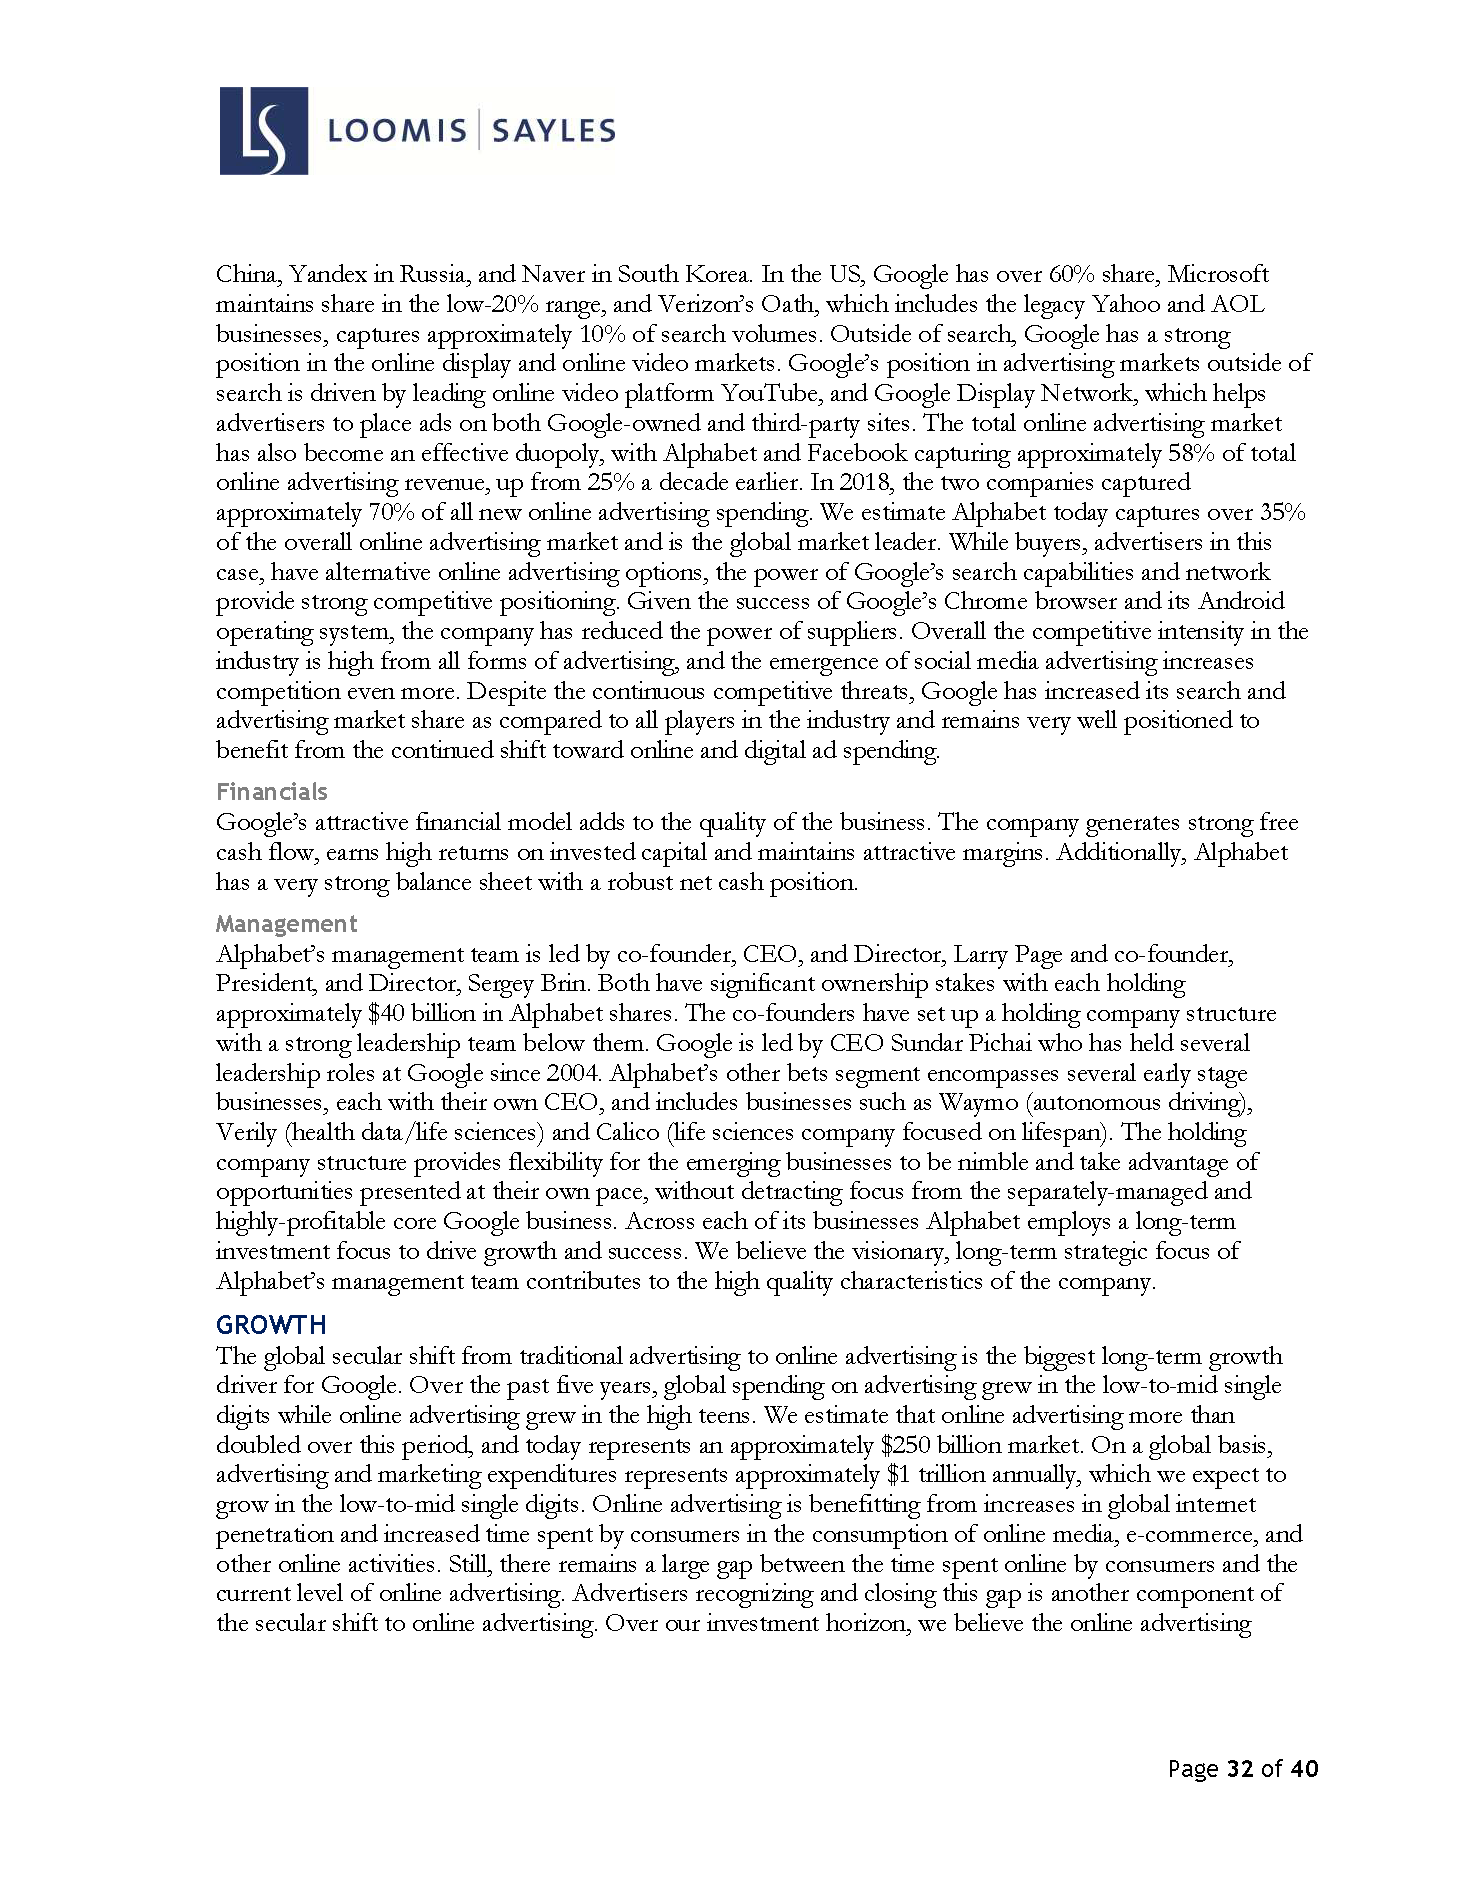 LS LOOMIS | SAYLES
China, Yandex in Russia, and Naver in South Korea. In the US, Google has over 60% share, Microsoft
maintains share in the low-20% range, and Verizon’s Oath, which includes the legacy Yahoo and AOL
businesses, captures approximately 10% of search volumes. Outside of search, Google has a strong
position in the online display and online video markets. Google’s position in advertising markets outside of
search is driven by leading online video platform YouTube, and Google Display Network, which helps
advertisers to place ads on both Google-owned and third-party sites. The total online advertising market
has also become an effective duopoly, with Alphabet and Facebook capturing approximately 58% of total
online advertising revenue, up from 25% a decade earlier. In 2018, the two companies captured
approximately 70% of all new online advertising spending. We estimate Alphabet today captures over 35%
of the overall online advertising market and is the global market leader. While buyers, advertisers in this
case, have alternative online advertising options, the power of Google’s search capabilities and network
provide strong competitive positioning. Given the success of Google’s Chrome browser and its Android
operating system, the company has reduced the power of suppliers. Overall the competitive intensity in the
industry is high from all forms of advertising, and the emergence of social media advertising increases
competition even more. Despite the continuous competitive threats, Google has increased its search and
advertising market share as compared to all players in the industry and remains very well positioned to
benefit from the continued shift toward online and digital ad spending.
Financials
Google’s attractive financial model adds to the quality of the business. The company generates strong free
cash flow, earns high returns on invested capital and maintains attractive margins. Additionally, Alphabet
has a very strong balance sheet with a robust net cash position.
Management
Alphabet’s management team is led by co-founder, CEO, and Director, Larry Page and co-founder,
President, and Director, Sergey Brin. Both have significant ownership stakes with each holding
approximately $40 billion in Alphabet shares. The co-founders have set up a holding company structure
with a strong leadership team below them. Google is led by CEO Sundar Pichai who has held several
leadership roles at Google since 2004. Alphabet’s other bets segment encompasses several early stage
businesses, each with their own CEO, and includes businesses such as Waymo (autonomous driving),
Verily (health data/life sciences) and Calico (life sciences company focused on lifespan). The holding
company structure provides flexibility for the emerging businesses to be nimble and take advantage of
opportunities presented at their own pace, without detracting focus from the separately-managed and
highly-profitable core Google business. Across each of its businesses Alphabet employs a long-term
investment focus to drive growth and success. We believe the visionary, long-term strategic focus of
Alphabet’s management team contributes to the high quality characteristics of the company.
GROWTH
The global secular shift from traditional advertising to online advertising is the biggest long-term growth
driver for Google. Over the past five years, global spending on advertising grew in the low-to-mid single
digits while online advertising grew in the high teens. We estimate that online advertising more than
doubled over this period, and today represents an approximately $250 billion market. On a global basis,
advertising and marketing expenditures represents approximately $1 trillion annually, which we expect to
grow in the low-to-mid single digits. Online advertising is benefitting from increases in global internet
penetration and increased time spent by consumers in the consumption of online media, e-commerce, and
other online activities. Still, there remains a large gap between the time spent online by consumers and the
current level of online advertising. Advertisers recognizing and closing this gap is another component of
the secular shift to online advertising. Over our investment horizon, we believe the online advertising
Page 32 of 40